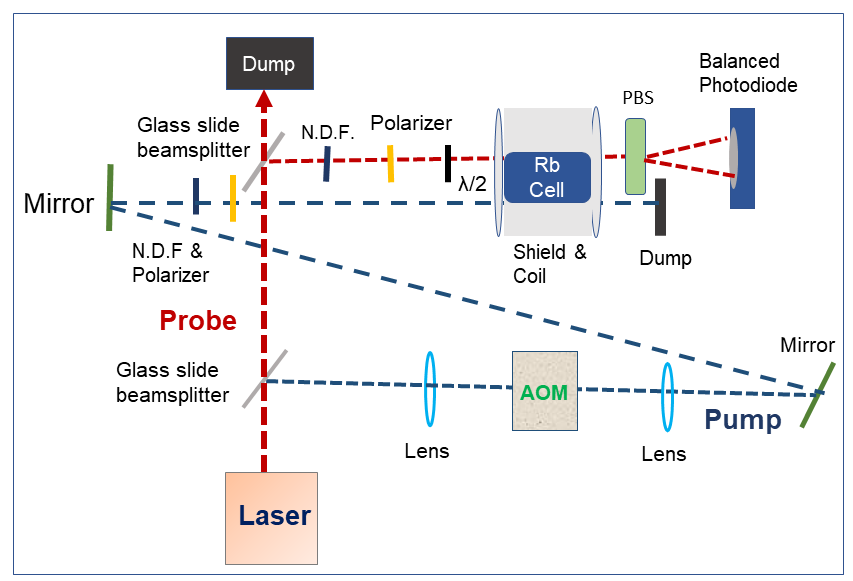 Dump
Balanced
Photodiode
PBS
Glass slide
beamsplitter
N.D.F.
Polarizer
λ/2
Rb
Cell
Mirror
N.D.F &
Polarizer
Shield &
Coil
Dump
Probe
Glass slide
beamsplitter
Mirror
AOM
Lens
Lens
Pump
Laser